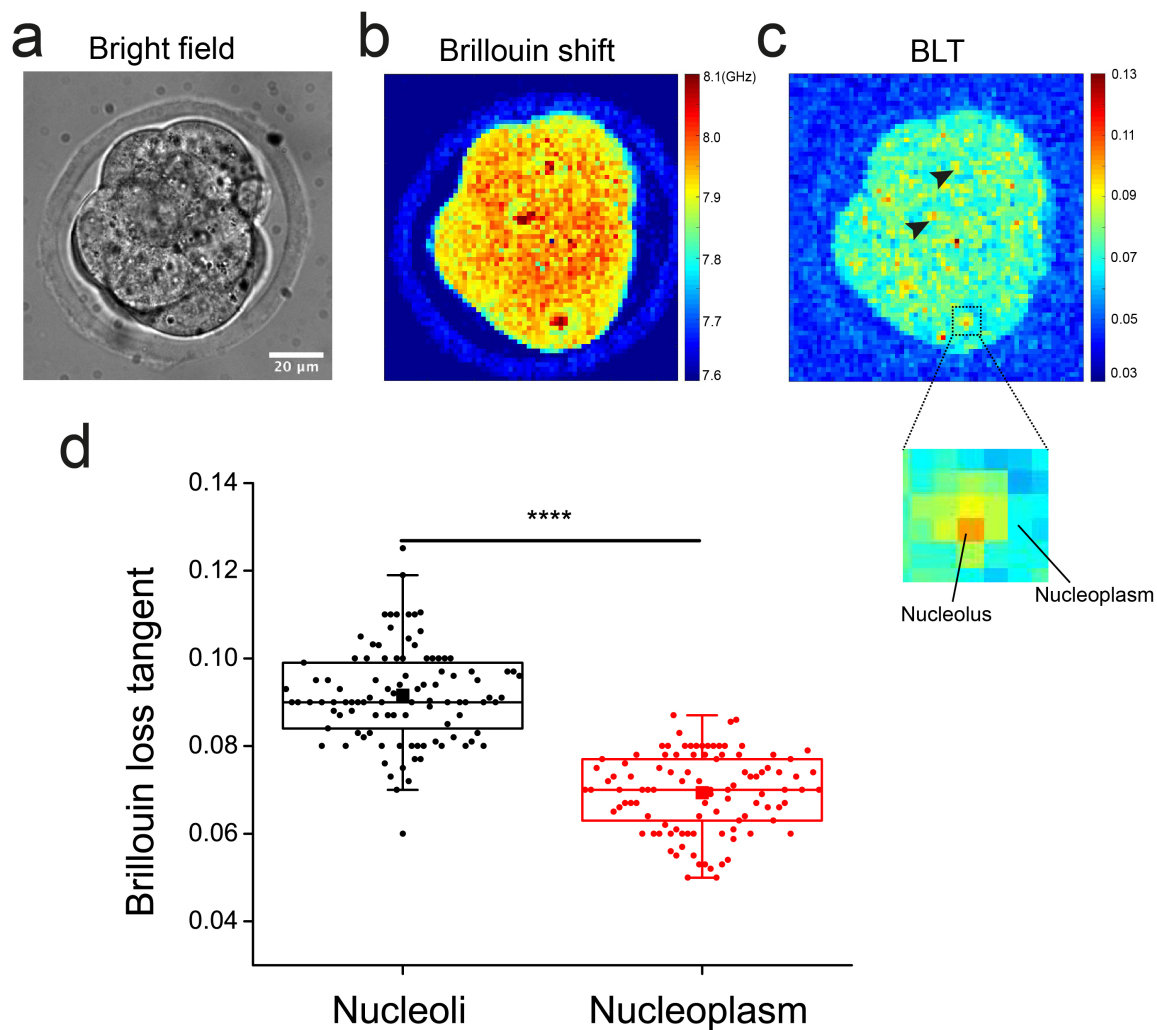 a
Bright field
b
Brillouin shift
c
BLT
20 µm
8.1(GHz)
8.0
7.9
7.8
7.7
7.6
0.13
0.11
0.09
0.07
0.05
0.03
Nucleolus
Nucleoplasm
d
Brillouin loss tangent
0.14
0.12
0.10
0.08
0.06
0.04
****
Nucleoli
Nucleoplasm